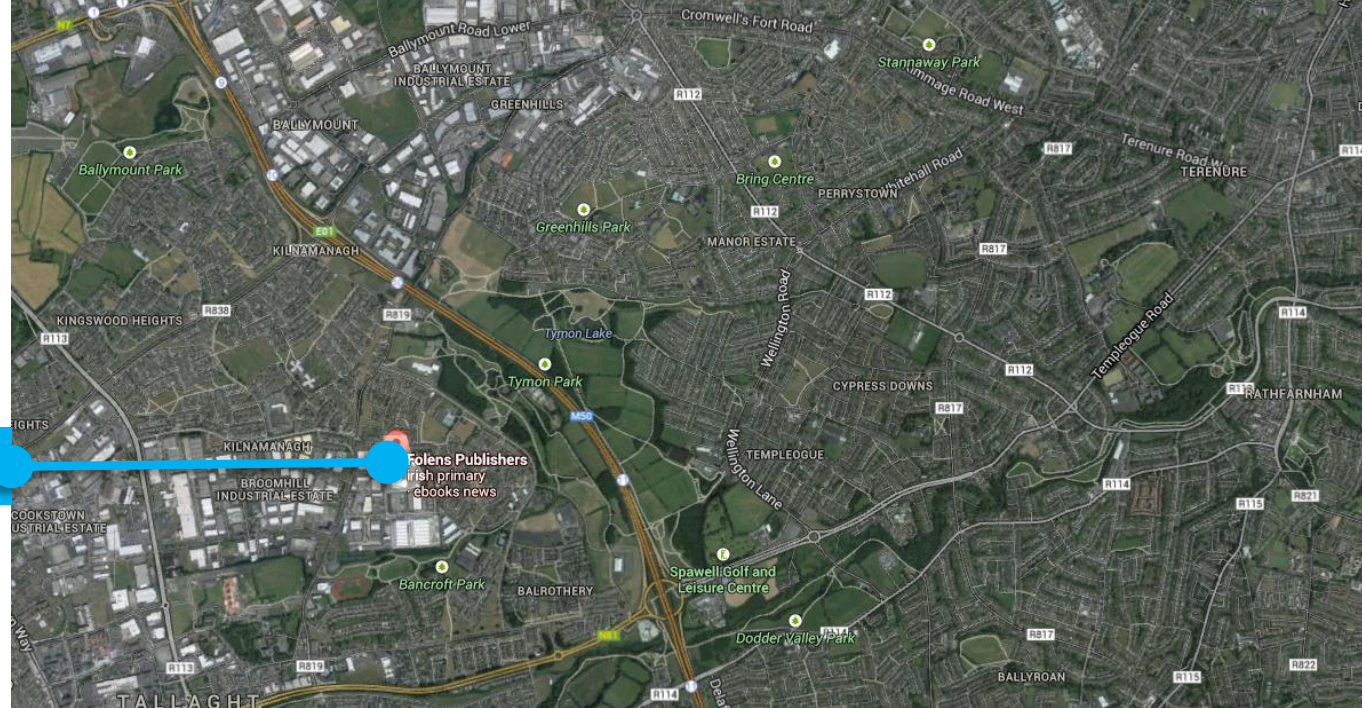 N7
Ballymount Road Lower
Cromwell's Fort Road
Stannaway Park
Kimmage Road West
BALLYMOUNT
INDUSTRIAL ESTATE
R112
GREENHILLS
BALLYMOUNT
Ballymount Park
Bring Centre
Whitehall Road
PERRYSTOWN
R817
Terenure Road W
TERENURE
R112
Greenhills Park
MANOR ESTATE
R817
E01
KILNAMANAGH
R838
R819
R112
KINGSWOOD HEIGHTS
R113
Tymon Lake
Wellington Road
Templeogue Road
R114
Tymon Park
R112
CYPRESS DOWNS
R817
RATHFARNHAM
M50
EIGHTS
KILNAMANAGH
Folens Publishers
irish primary
ebooks news
BROOMHILL
INDUSTRIAL ESTATE
COOKSTOWN
USTRIAL ESTATE
TEMPLEOGUE
Wellington Lane
R114
R115
R821
Bancroft Park
BALROTHERY
Spawell Golf and
Leisure Centre
N81
Dodder Valley Park
R114
R817
R113
R819
R114
BALLYROAN
R115
R822
TALLAGHT